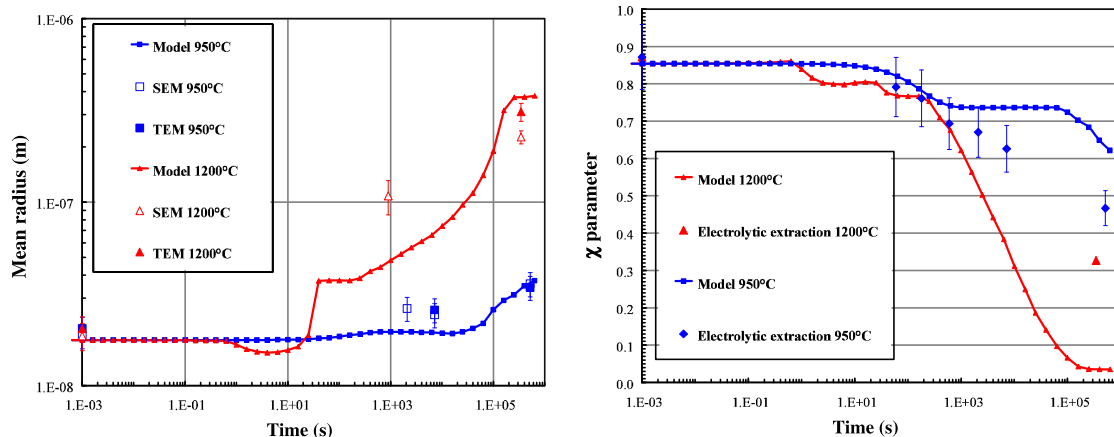 1.E-06
1.E-07
1.E-08
Mean radius (m)
Model 950°C
SEM 950°C
TEM 950°C
Model 1200°C
SEM 1200°C
TEM 1200°C
1.E-03 1.E-01 1.E+01 1.E+03 1.E+05
Time (s)
1.0
0.9
0.8
0.7
0.6
0.5
0.4
0.3
0.2
0.1
0.0
χ parameter
Model 1200°C
Electrolytic extraction 1200°C
Model 950°C
Electrolytic extraction 950°C
1.E-03 1.E-01 1.E+01 1.E+03 1.E+05
Time (s)